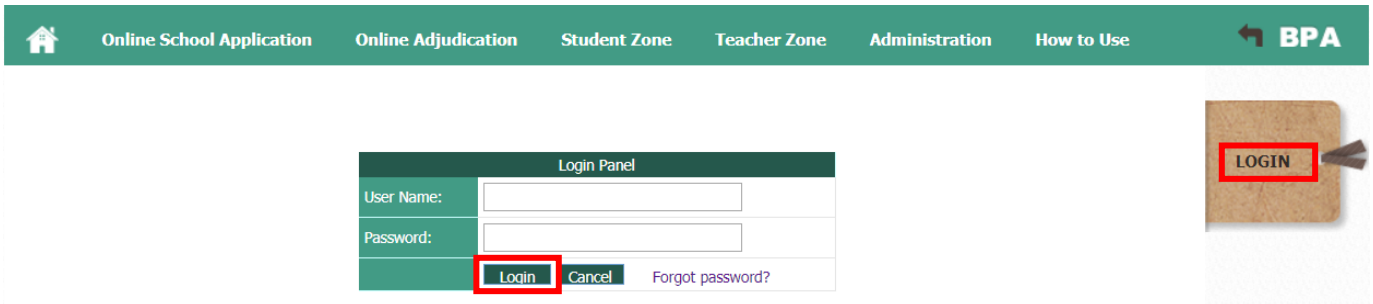 Online School Application Online Adjudication Student Zone Teacher Zone Administration How to Use BPA
LOGIN
Login Panel
User Name:
Password:
Login Cancel Forgot password?